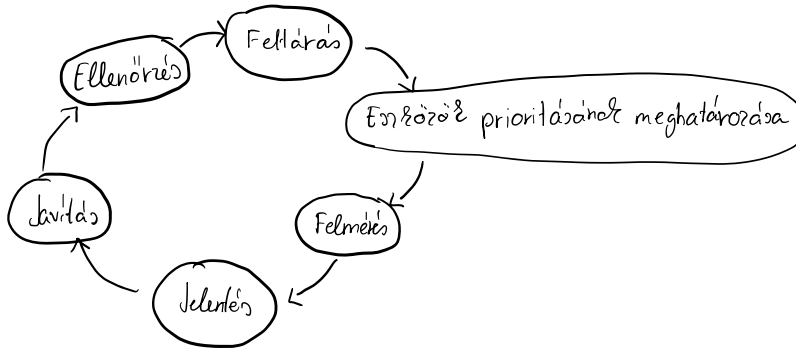 Feltárás
Eszközök prioritásának meghatározása
Felmérés
Jelentés
Javítás
Ellenőrzés